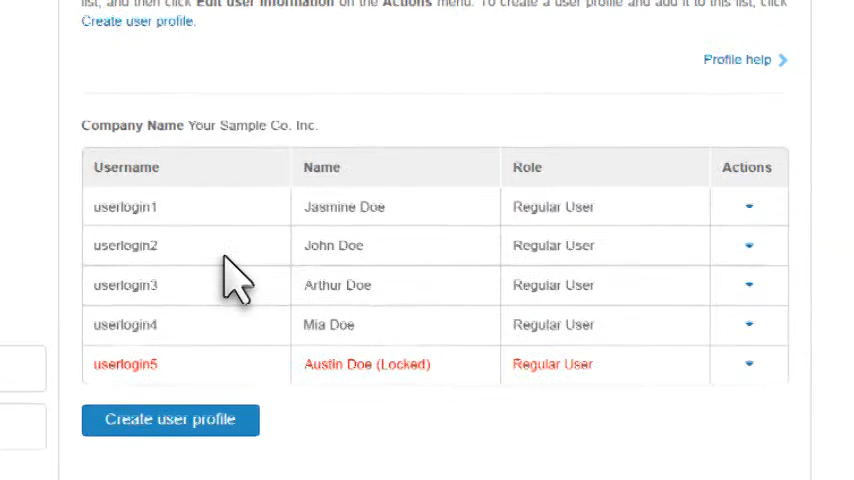 list, and then click Edit user information on the Actions menu. To create a user profile and add it to this list, click
Create user profile.
Profile help
Company Name Your Sample Co. Inc.
Username Name Role Actions
userlogin1 Jasmine Doe Regular User
userlogin2 John Doe Regular User
userlogin3 Arthur Doe Regular User
userlogin4 Mia Doe Regular User
userlogin5 Austin Doe (Locked) Regular User
Create user profile